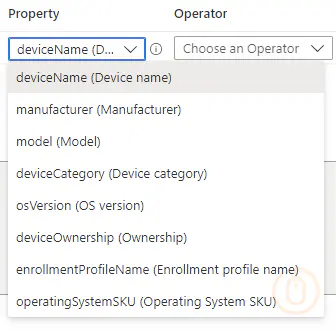 Property Operator
deviceName (D... Choose an Operator
deviceName (Device name)
manufacturer (Manufacturer)
model (Model)
deviceCategory (Device category)
osVersion (OS version)
deviceOwnership (Ownership)
enrollmentProfileName (Enrollment profile name)
operatingSystemSKU (Operating System SKU)